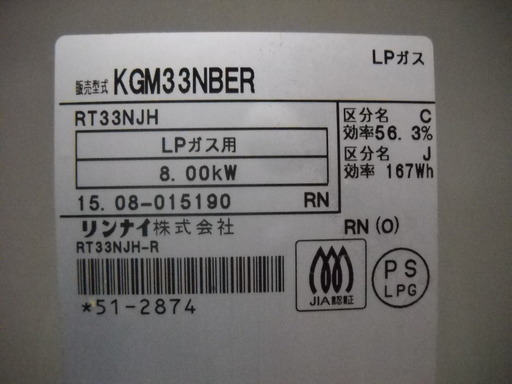 LPガス
販売型式 KGM33NBER
RT33NJH
LPガス用
8.00kW
15.08-015190 RN
区分名 C
効率56.3%
区分名 J
効率 167Wh
リンナイ株式会社
RN (O)
RT33NJH-R
*51-2874
JIA認証
PS
LPG